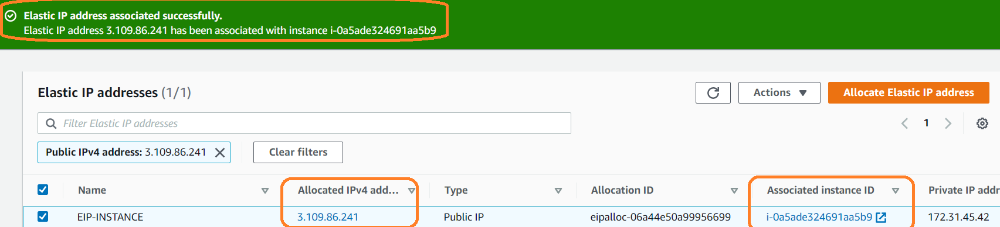 Elastic IP address associated successfully.
Elastic IP address 3.109.86.241 has been associated with instance i-0a5ade324691aa5b9
Elastic IP addresses (1/1)
Actions
Allocate Elastic IP address
Filter Elastic IP addresses
1
Public IPv4 address: 3.109.86.241
Clear filters
Name Allocated IPv4 add... Type Allocation ID Associated instance ID Private IP addr
EIP-INSTANCE 3.109.86.241 Public IP eipalloc-06a44e50a99956699 i-0a5ade324691aa5b9 172.31.45.42